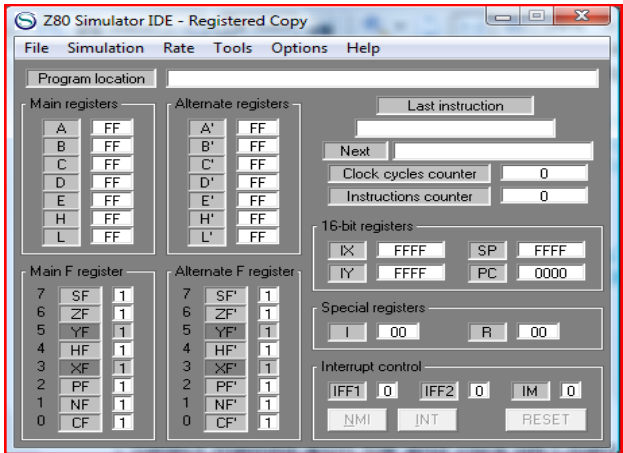 Z80 Simulator IDE - Registered Copy
File Simulation Rate Tools Options Help
Program location
Main registers
A FF
B FF
C FF
D FF
E FF
H FF
L FF
Alternate registers
A' FF
B' FF
C' FF
D' FF
E' FF
H' FF
L' FF
Last instruction
Next
Clock cycles counter 0
Instructions counter 0
16-bit registers
IX FFFF SP FFFF
IY FFFF PC 0000
Main F register
7 SF 1
6 ZF 1
5 YF 1
4 HF 1
3 XF 1
2 PF 1
1 NF 1
0 CF 1
Alternate F register
7 SF' 1
6 ZF' 1
5 YF' 1
4 HF' 1
3 XF' 1
2 PF' 1
1 NF' 1
0 CF' 1
Special registers
I 00 R 00
Interrupt control
IFF1 0 IFF2 0 IM 0
NMI INT RESET